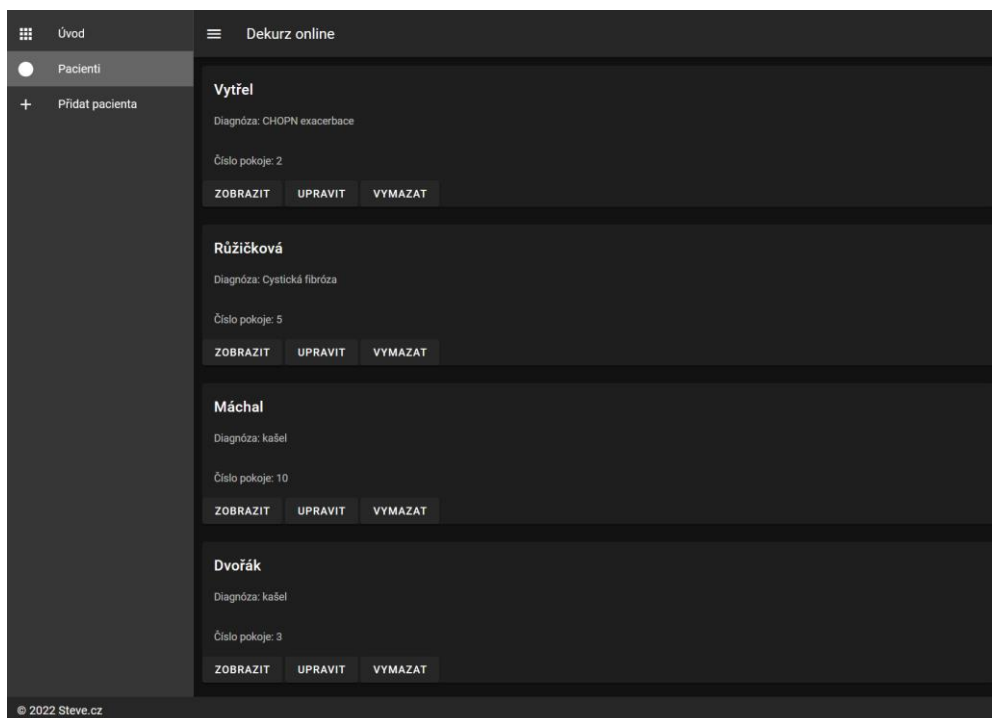 Úvod
Pacienti
Přidat pacienta
Dekurz online
Vytřel
Diagnóza: CHOPN exacerbace
Číslo pokoje: 2
ZOBRAZIT UPRAVIT VYMAZAT
Růžičková
Diagnóza: Cystická fibróza
Číslo pokoje: 5
ZOBRAZIT UPRAVIT VYMAZAT
Máchal
Diagnóza: kašel
Číslo pokoje: 10
ZOBRAZIT UPRAVIT VYMAZAT
Dvořák
Diagnóza: kašel
Číslo pokoje: 3
ZOBRAZIT UPRAVIT VYMAZAT
© 2022 Steve.cz